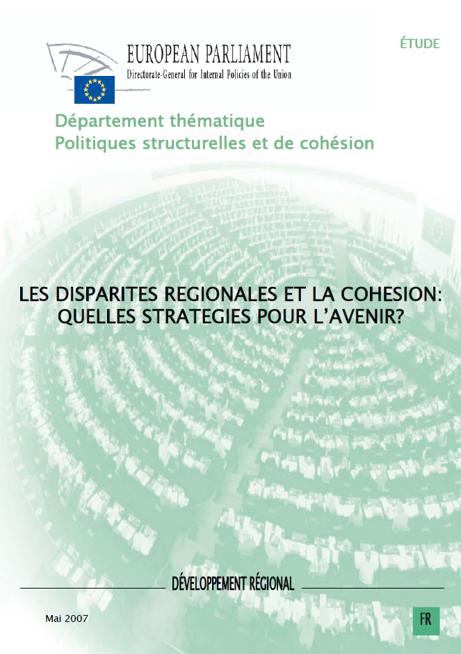 ÉTUDE
EUROPEAN PARLIAMENT
Directorate-General for Internal Policies of the Union
Département thématique
Politiques structurelles et de cohésion
LES DISPARITES REGIONALES ET LA COHESION:
QUELLES STRATEGIES POUR L'AVENIR?
DÉVELOPPEMENT RÉGIONAL
Mai 2007
FR